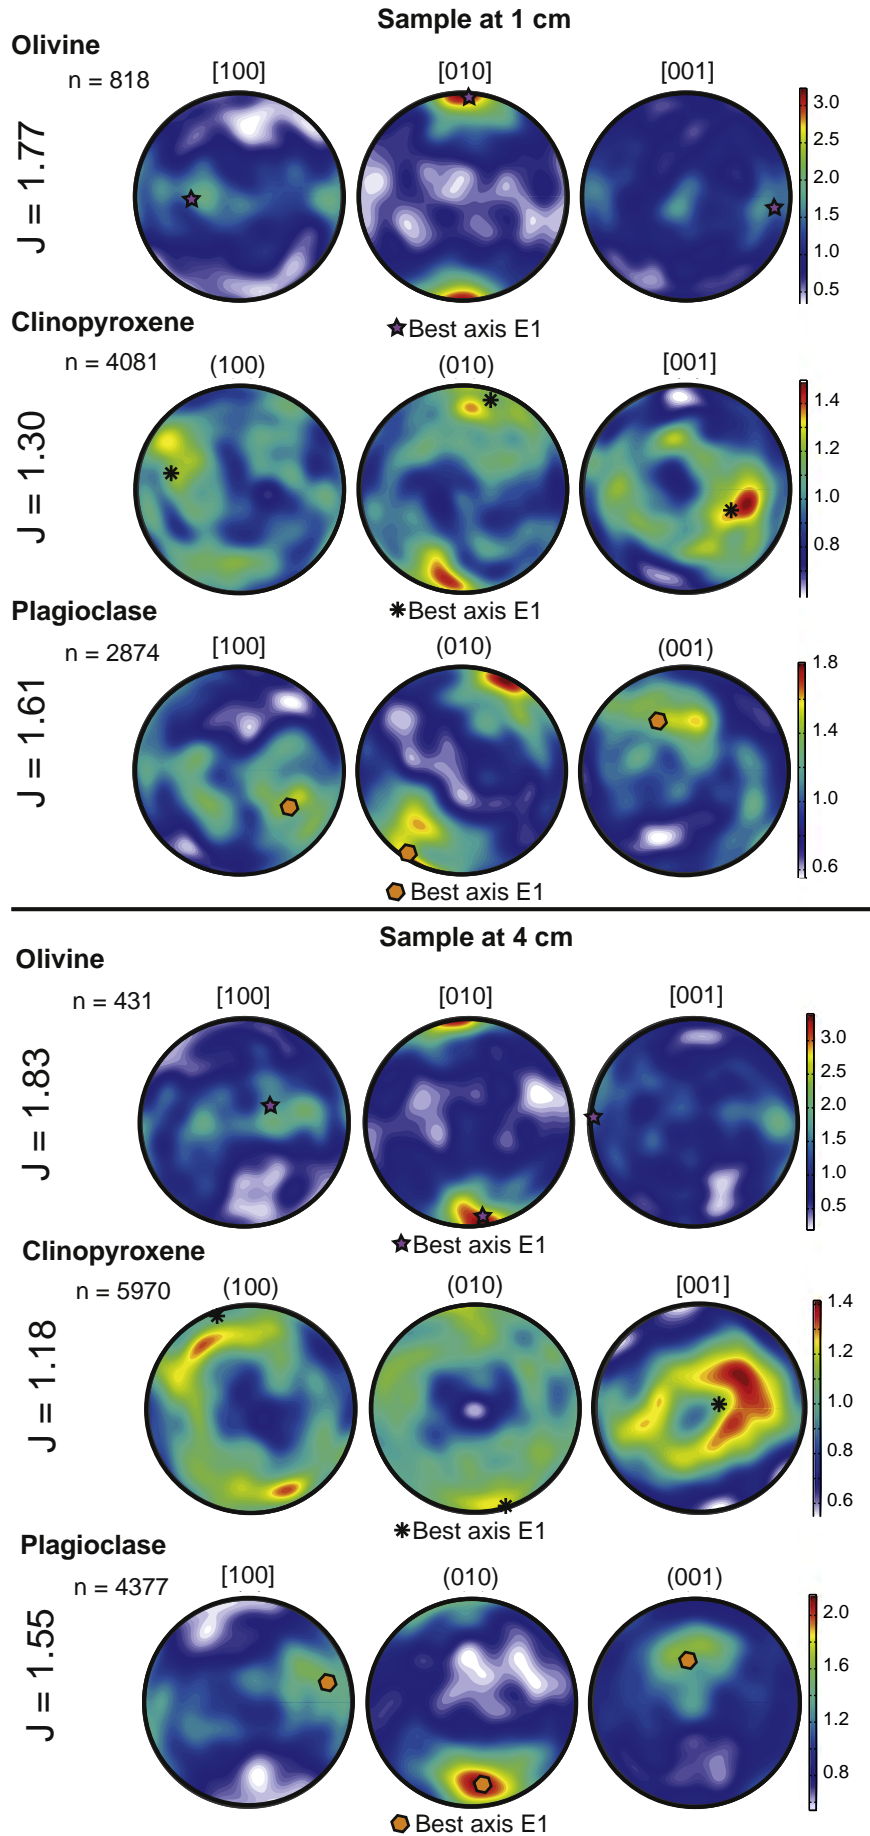 Sample at 1 cm
Olivine
n = 818
[100] [010] [001]
J = 1.77
3.0
2.5
2.0
1.5
1.0
0.5
Best axis E1
Clinopyroxene
n = 4081
(100) (010) [001]
J = 1.30
1.4
1.2
1.0
0.8
Best axis E1
Plagioclase
n = 2874
[100] (010) (001)
J = 1.61
1.8
1.4
1.0
0.6
Best axis E1
Sample at 4 cm
Olivine
n = 431
[100] [010] [001]
J = 1.83
3.0
2.5
2.0
1.5
1.0
0.5
Best axis E1
Clinopyroxene
n = 5970
(100) (010) [001]
J = 1.18
1.4
1.2
1.0
0.8
0.6
Best axis E1
Plagioclase
n = 4377
[100] (010) (001)
J = 1.55
2.0
1.6
1.2
0.8
Best axis E1